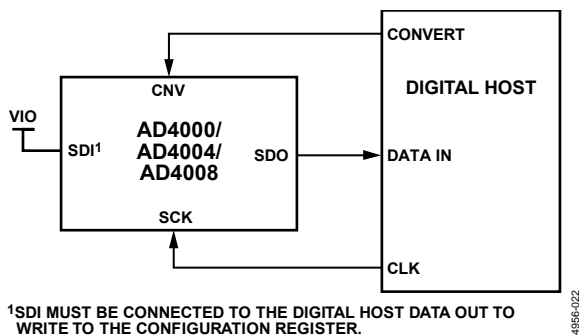 CONVERT
CNV
DIGITAL HOST
VIO
SDI1
AD4000/
AD4004/
AD4008
SDO
DATA IN
SCK
CLK
1SDI MUST BE CONNECTED TO THE DIGITAL HOST DATA OUT TO
WRITE TO THE CONFIGURATION REGISTER.
4856-022